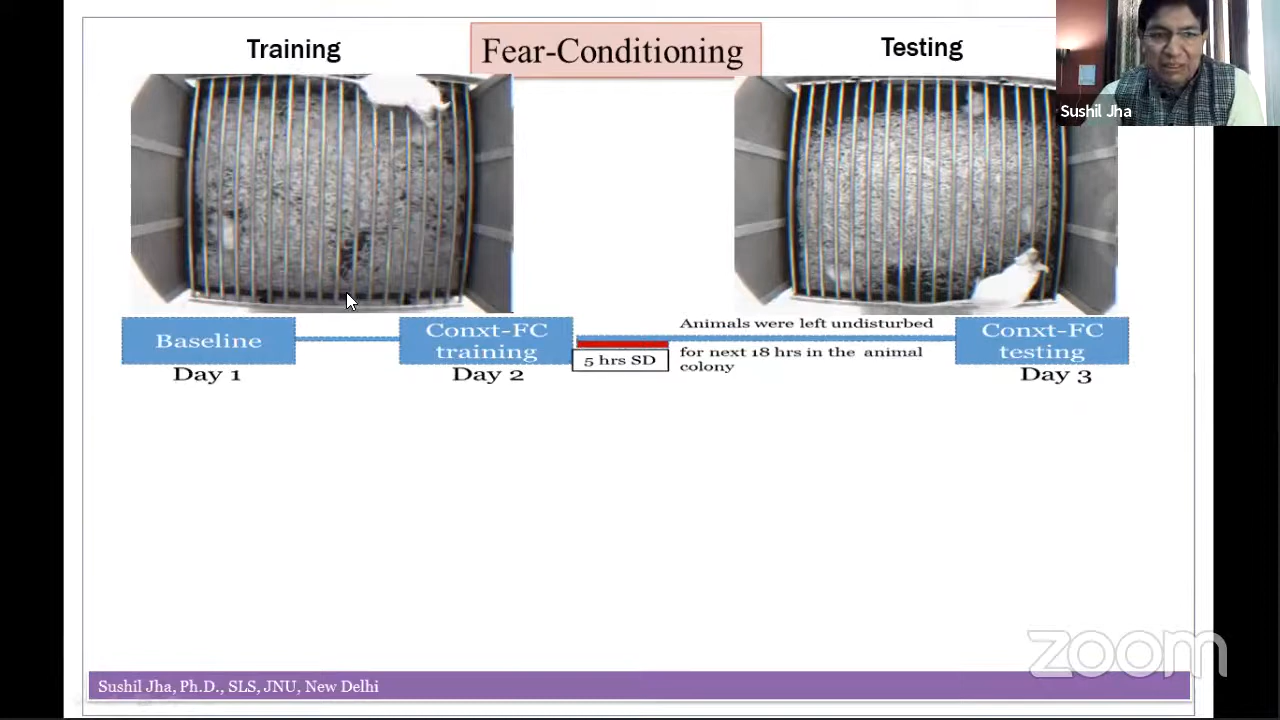 Training
Fear-Conditioning
Testing
Sushil Jha
Baseline
Day 1
Conxt-FC
training
Day 2
5 hrs SD
Animals were left undisturbed
for next 18 hrs in the animal
colony
Conxt-FC
testing
Day 3
zoom
Sushil Jha, Ph.D., SLS, JNU, New Delhi